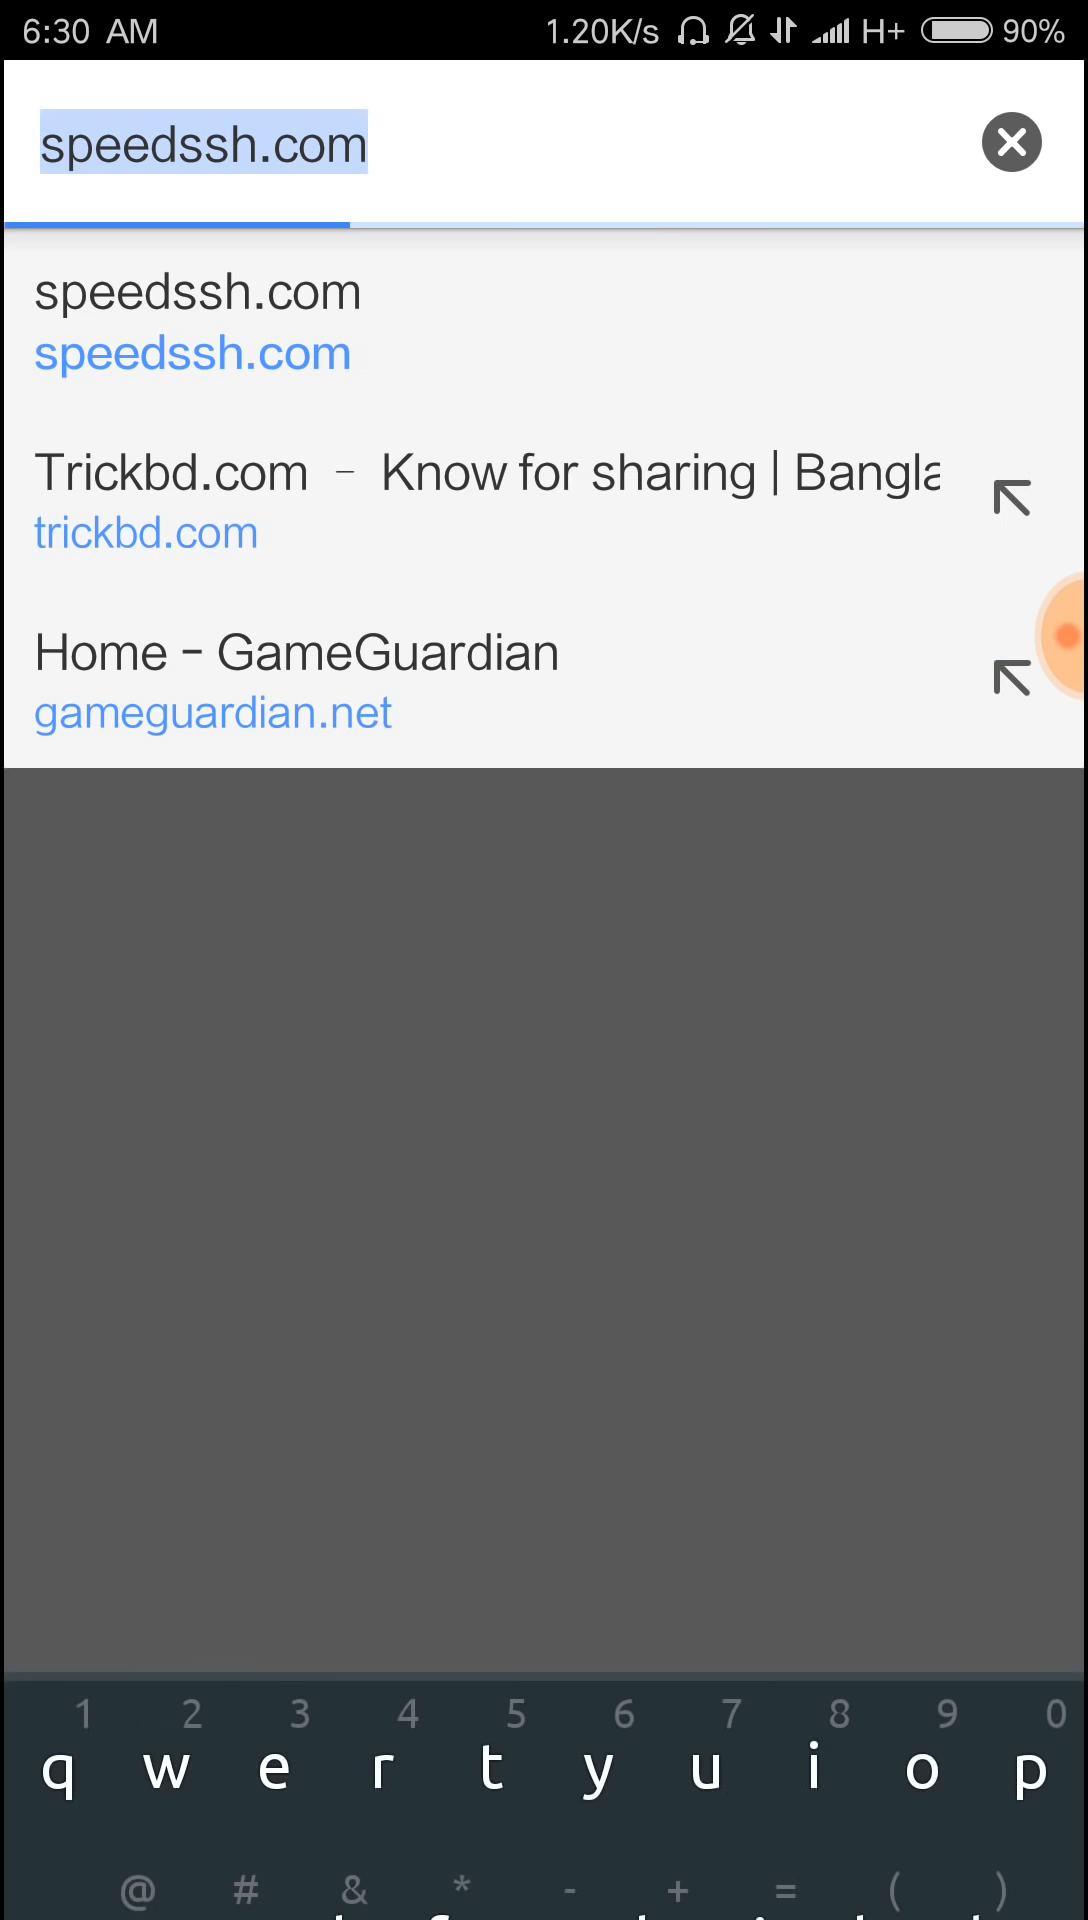 6:30 AM 1.20K/s H+ 90%
speedssh.com
speedssh.com
speedssh.com
Trickbd.com – Know for sharing | Bangla
trickbd.com
Home - GameGuardian
gameguardian.net
1 2 3 4 5 6 7 8 9 0
q w e r t y u i o p
@ # & * - + = ( )